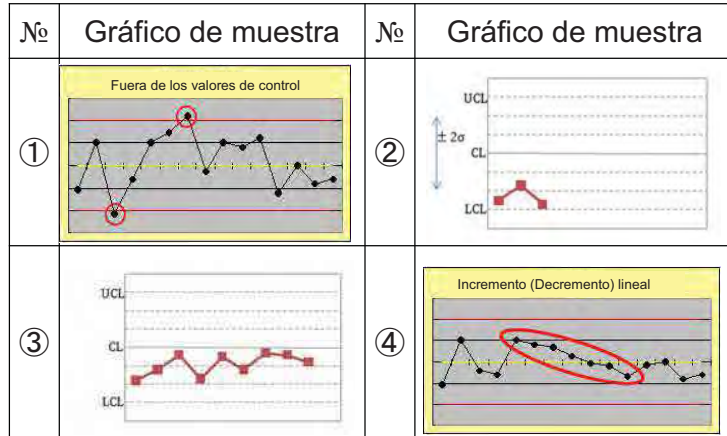 № Gráfico de muestra № Gráfico de muestra
①
Fuera de los valores de control
②
UCL
± 2σ
CL
LCL
③
UCL
CL
LCL
④
Incremento (Decremento) lineal